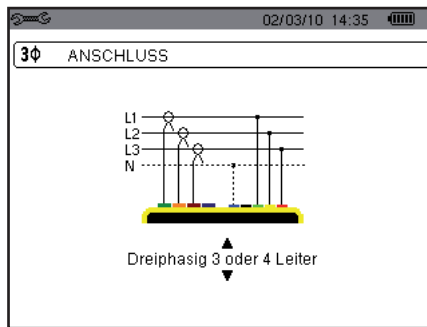 02/03/10 14:35
3Φ ANSCHLUSS
L1
L2
L3
N
Dreiphasig 3 oder 4 Leiter